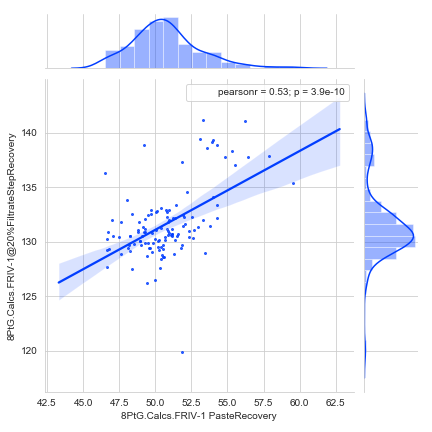 pearsonr = 0.53; p = 3.9e-10
8PtG.Calcs.FRIV-1@20%FiltrateStepRecovery
140
135
130
125
120
42.5 45.0 47.5 50.0 52.5 55.0 57.5 60.0 62.5
8PtG.Calcs.FRIV-1 PasteRecovery